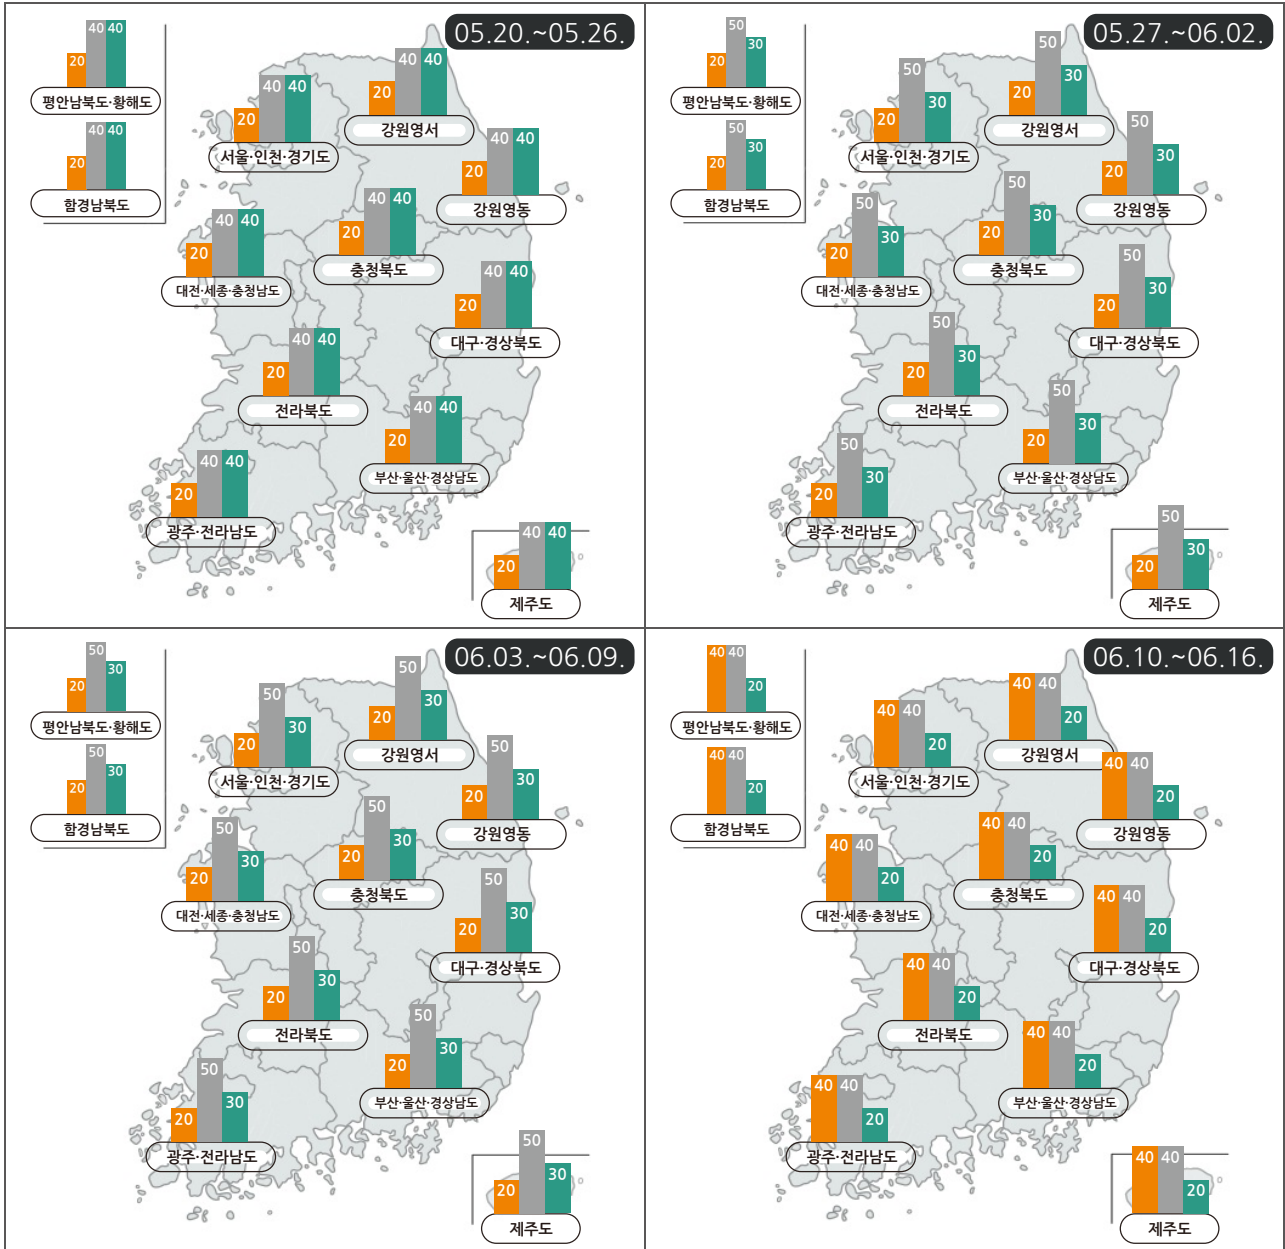 05.20.~05.26.
40 40
20
평안남북도·황해도
40 40
20
함경남북도
40 40
20
서울·인천·경기도
40 40
20
강원영서
40 40
20
강원영동
40 40
20
충청북도
40 40
20
대전·세종·충청남도
40 40
20
대구·경상북도
40 40
20
전라북도
40 40
20
부산·울산·경상남도
40 40
20
광주·전라남도
40 40
20
제주도
05.27.~06.02.
50
20 30
평안남북도·황해도
50
20 30
함경남북도
50
20 30
서울·인천·경기도
50
20 30
강원영서
50
20 30
강원영동
50
20 30
충청북도
50
20 30
대전·세종·충청남도
50
20 30
대구·경상북도
50
20 30
전라북도
50
20 30
부산·울산·경상남도
50
20 30
광주·전라남도
50
20 30
제주도
06.03.~06.09.
50
20 30
평안남북도·황해도
50
20 30
함경남북도
50
20 30
서울·인천·경기도
50
20 30
강원영서
50
20 30
강원영동
50
20 30
충청북도
50
20 30
대전·세종·충청남도
50
20 30
대구·경상북도
50
20 30
전라북도
50
20 30
부산·울산·경상남도
50
20 30
광주·전라남도
50
20 30
제주도
06.10.~06.16.
40 40
20
평안남북도·황해도
40 40
20
함경남북도
40 40
20
서울·인천·경기도
40 40
20
강원영서
40 40
20
강원영동
40 40
20
충청북도
40 40
20
대전·세종·충청남도
40 40
20
대구·경상북도
40 40
20
전라북도
40 40
20
부산·울산·경상남도
40 40
20
광주·전라남도
40 40
20
제주도